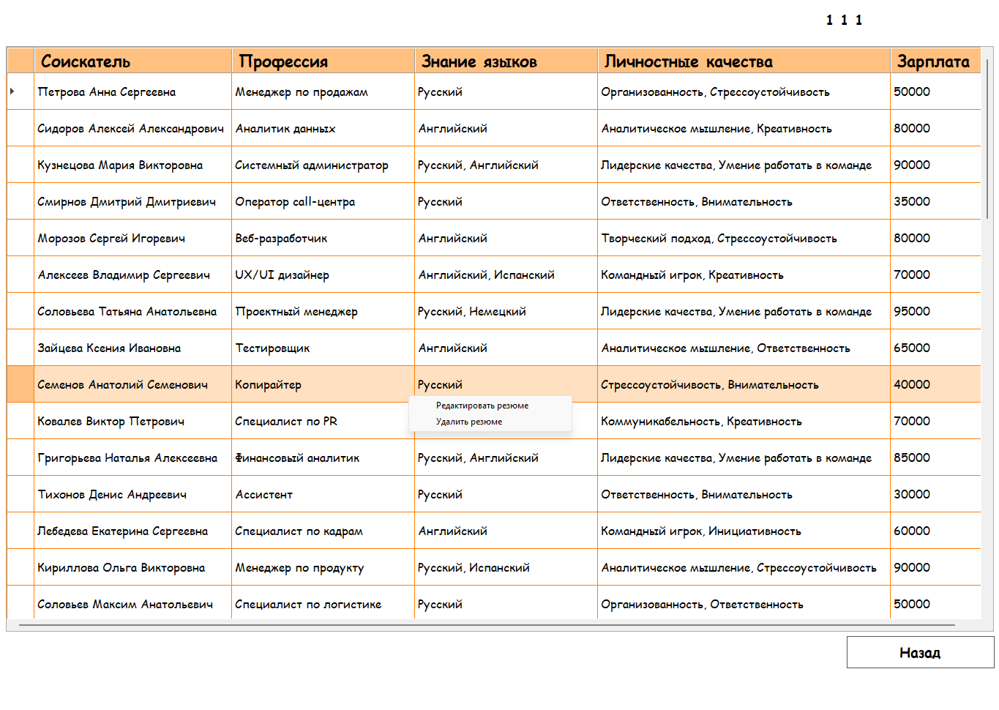 1 1 1
Соискатель Профессия Знание языков Личностные качества Зарплата
Петрова Анна Сергеевна Менеджер по продажам Русский Организованность, Стрессоустойчивость 50000
Сидоров Алексей Александрович Аналитик данных Английский Аналитическое мышление, Креативность 80000
Кузнецова Мария Викторовна Системный администратор Русский, Английский Лидерские качества, Умение работать в команде 90000
Смирнов Дмитрий Дмитриевич Оператор call-центра Русский Ответственность, Внимательность 35000
Морозов Сергей Игоревич Веб-разработчик Английский Творческий подход, Стрессоустойчивость 80000
Алексеев Владимир Сергеевич UX/UI дизайнер Английский, Испанский Командный игрок, Креативность 70000
Соловьева Татьяна Анатольевна Проектный менеджер Русский, Немецкий Лидерские качества, Умение работать в команде 95000
Зайцева Ксения Ивановна Тестировщик Английский Аналитическое мышление, Ответственность 65000
Семенов Анатолий Семенович Копирайтер Русский Стрессоустойчивость, Внимательность 40000
Редактировать резюме
Ковалев Виктор Петрович Специалист по PR Удалить резюме Коммуникабельность, Креативность 70000
Григорьева Наталья Алексеевна Финансовый аналитик Русский, Английский Лидерские качества, Умение работать в команде 85000
Тихонов Денис Андреевич Ассистент Русский Ответственность, Внимательность 30000
Лебедева Екатерина Сергеевна Специалист по кадрам Английский Командный игрок, Инициативность 60000
Кириллова Ольга Викторовна Менеджер по продукту Русский, Испанский Аналитическое мышление, Стрессоустойчивость 90000
Соловьев Максим Анатольевич Специалист по логистике Русский Организованность, Ответственность 50000
Назад